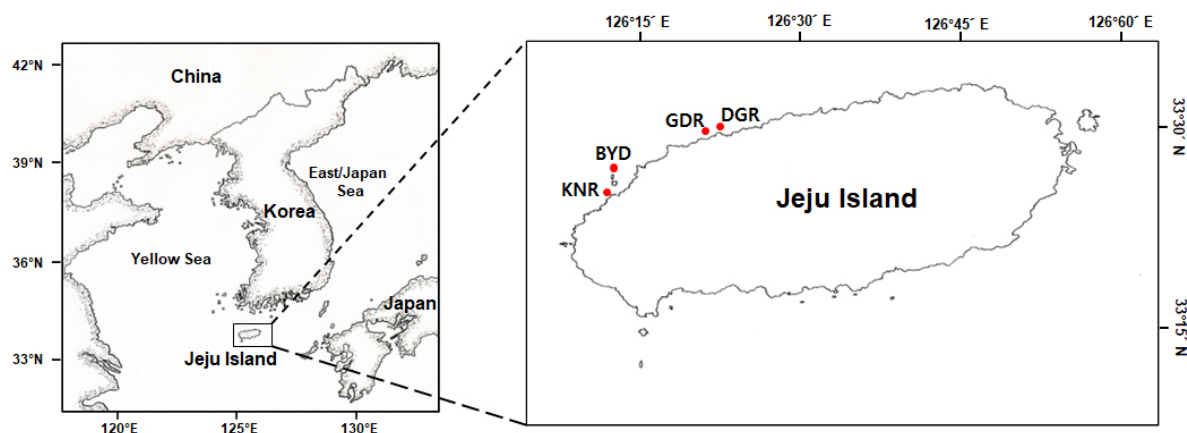 126°15´ E
126°30´ E
126°45´ E
126°60´ E
42°N
39°N
36°N
33°N
China
East/Japan
Sea
Korea
Yellow Sea
Japan
Jeju Island
120°E
125°E
130°E
GDR
DGR
BYD
KNR
Jeju Island
33°30´ N
33°15´ N